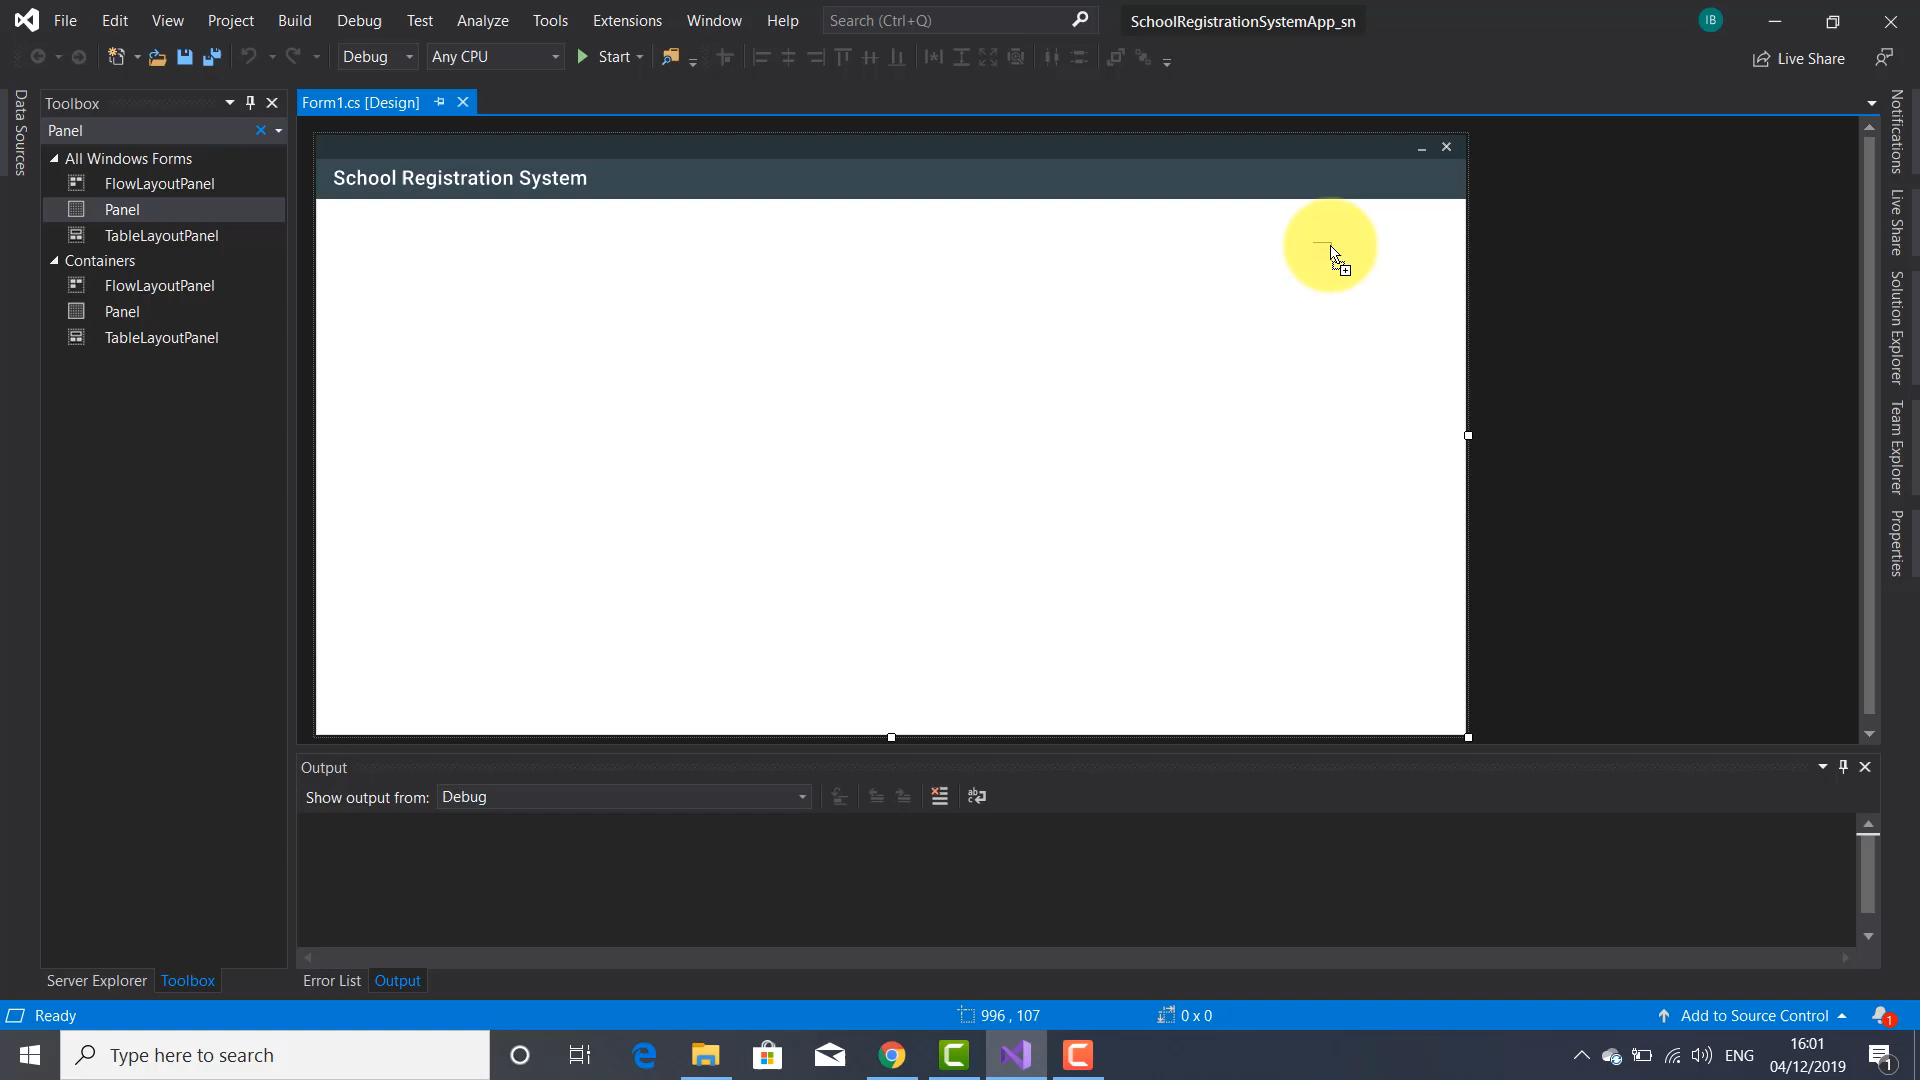 File Edit View Project Build Debug Test Analyze Tools Extensions Window Help Search (Ctrl+Q) SchoolRegistrationSystemApp_sn IB
Debug Any CPU Start Live Share
Data Sources
Toolbox
Panel
All Windows Forms
FlowLayoutPanel
Panel
TableLayoutPanel
Containers
FlowLayoutPanel
Panel
TableLayoutPanel
Form1.cs [Design]
School Registration System
Notifications
Live Share
Solution Explorer
Team Explorer
Properties
Output
Show output from: Debug
Server Explorer Toolbox
Error List Output
Ready 996 , 107 0 x 0 Add to Source Control 1
Type here to search ENG
16:01
04/12/2019
1